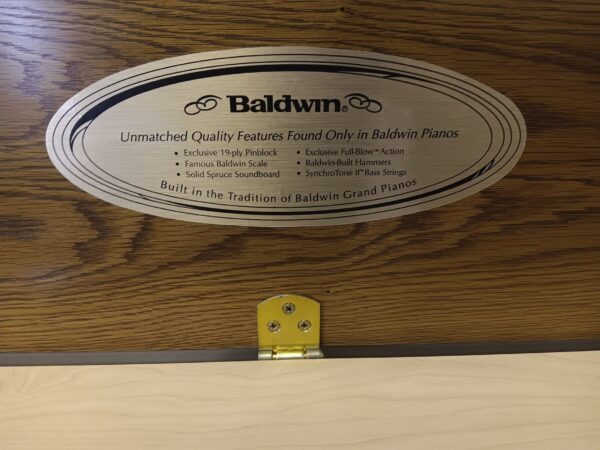 Baldwin®
Unmatched Quality Features Found Only in Baldwin Pianos
• Exclusive 19-ply Pinblock
• Famous Baldwin Scale
• Solid Spruce Soundboard
• Exclusive Full-Blow™ Action
• Baldwin-Built Hammers
• SynchroTone II™ Bass Strings
Built in the Tradition of Baldwin Grand Pianos